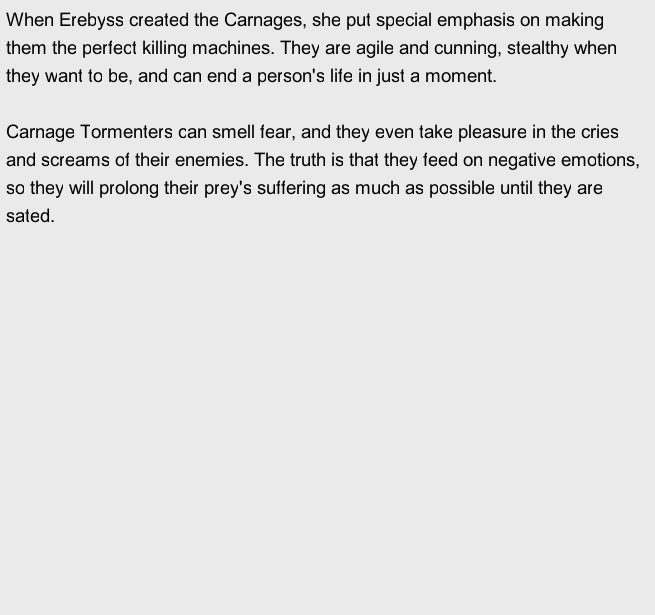 When Erebyss created the Carnages, she put special emphasis on making
them the perfect killing machines. They are agile and cunning, stealthy when
they want to be, and can end a person's life in just a moment.
Carnage Tormenters can smell fear, and they even take pleasure in the cries
and screams of their enemies. The truth is that they feed on negative emotions,
so they will prolong their prey's suffering as much as possible until they are
sated.